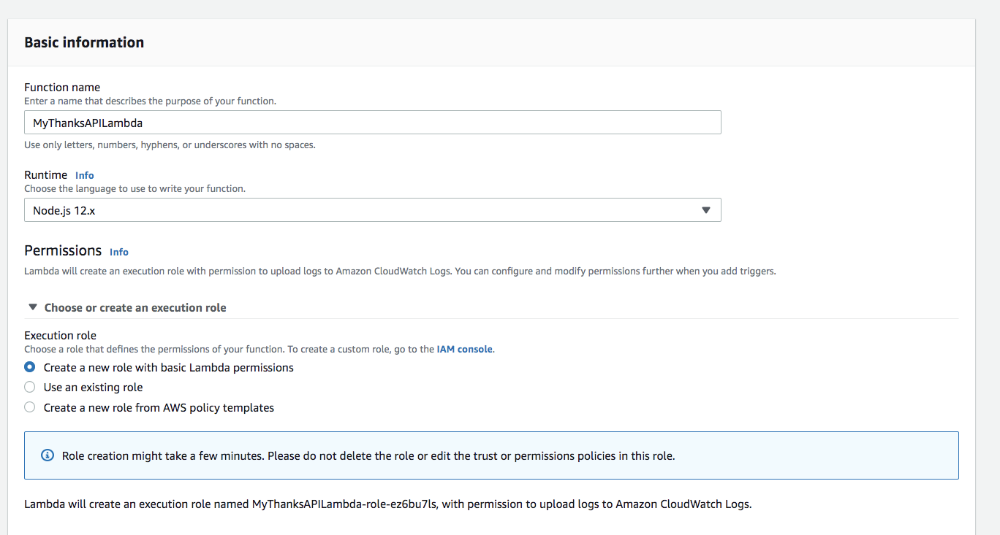 Basic information
Function name
Enter a name that describes the purpose of your function.
MyThanksAPILambda
Use only letters, numbers, hyphens, or underscores with no spaces.
Runtime Info
Choose the language to use to write your function.
Node.js 12.x
Permissions Info
Lambda will create an execution role with permission to upload logs to Amazon CloudWatch Logs. You can configure and modify permissions further when you add triggers.
Choose or create an execution role
Execution role
Choose a role that defines the permissions of your function. To create a custom role, go to the IAM console.
Create a new role with basic Lambda permissions
Use an existing role
Create a new role from AWS policy templates
Role creation might take a few minutes. Please do not delete the role or edit the trust or permissions policies in this role.
Lambda will create an execution role named MyThanksAPILambda-role-ez6bu7ls, with permission to upload logs to Amazon CloudWatch Logs.